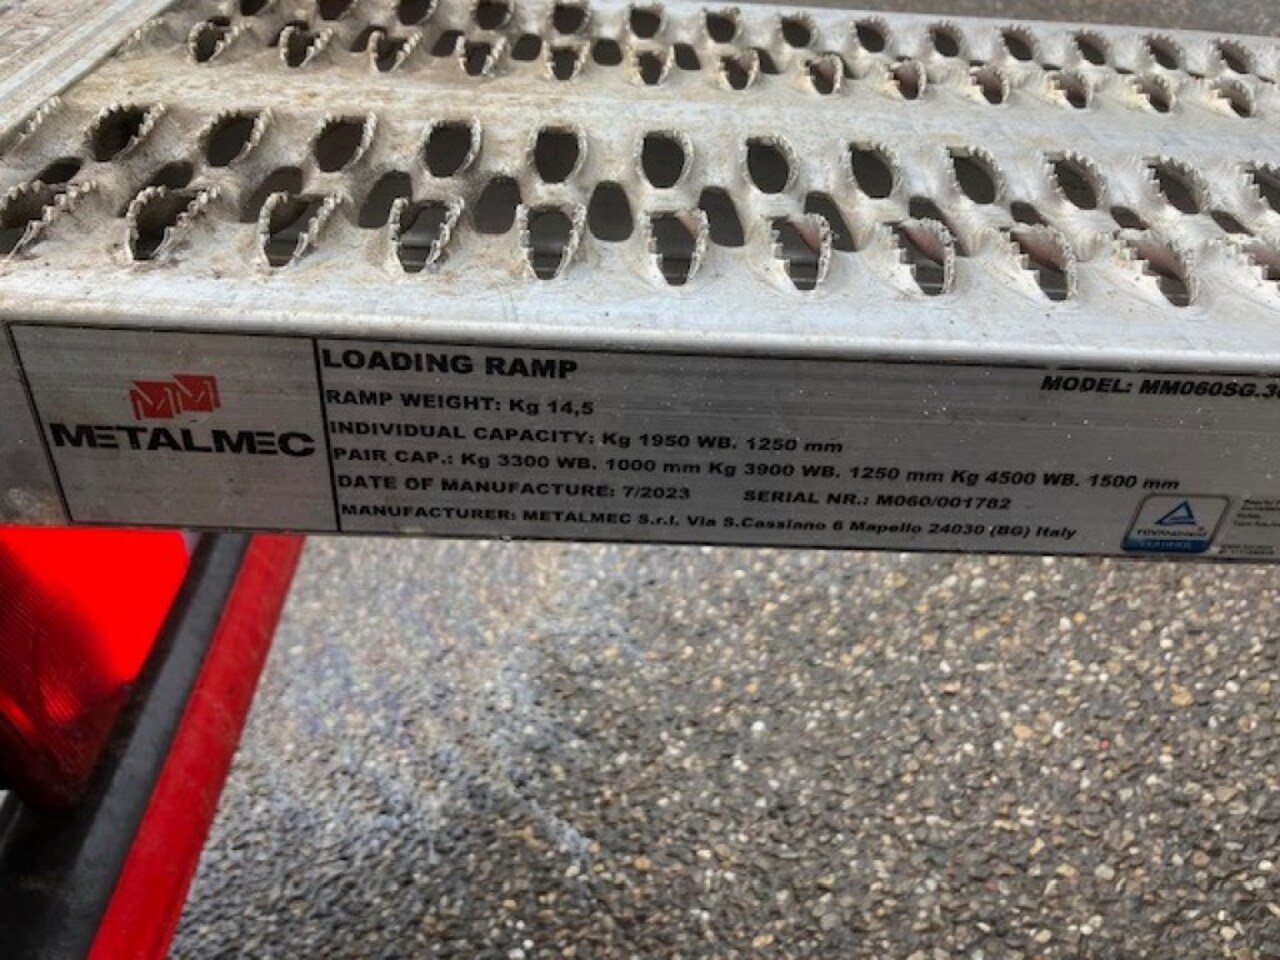 METALMEC
LOADING RAMP
MODEL: MM060SG.3
RAMP WEIGHT: Kg 14,5
INDIVIDUAL CAPACITY: Kg 1950 WB. 1250 mm
PAIR CAP.: Kg 3300 WB. 1000 mm Kg 3900 WB. 1250 mm Kg 4500 WB. 1500 mm
DATE OF MANUFACTURE: 7/2023 SERIAL NR.: M060/001782
MANUFACTURER: METALMEC S.r.l. Via S.Cassiano 6 Mapello 24030 (BG) Italy
CERTIFIED